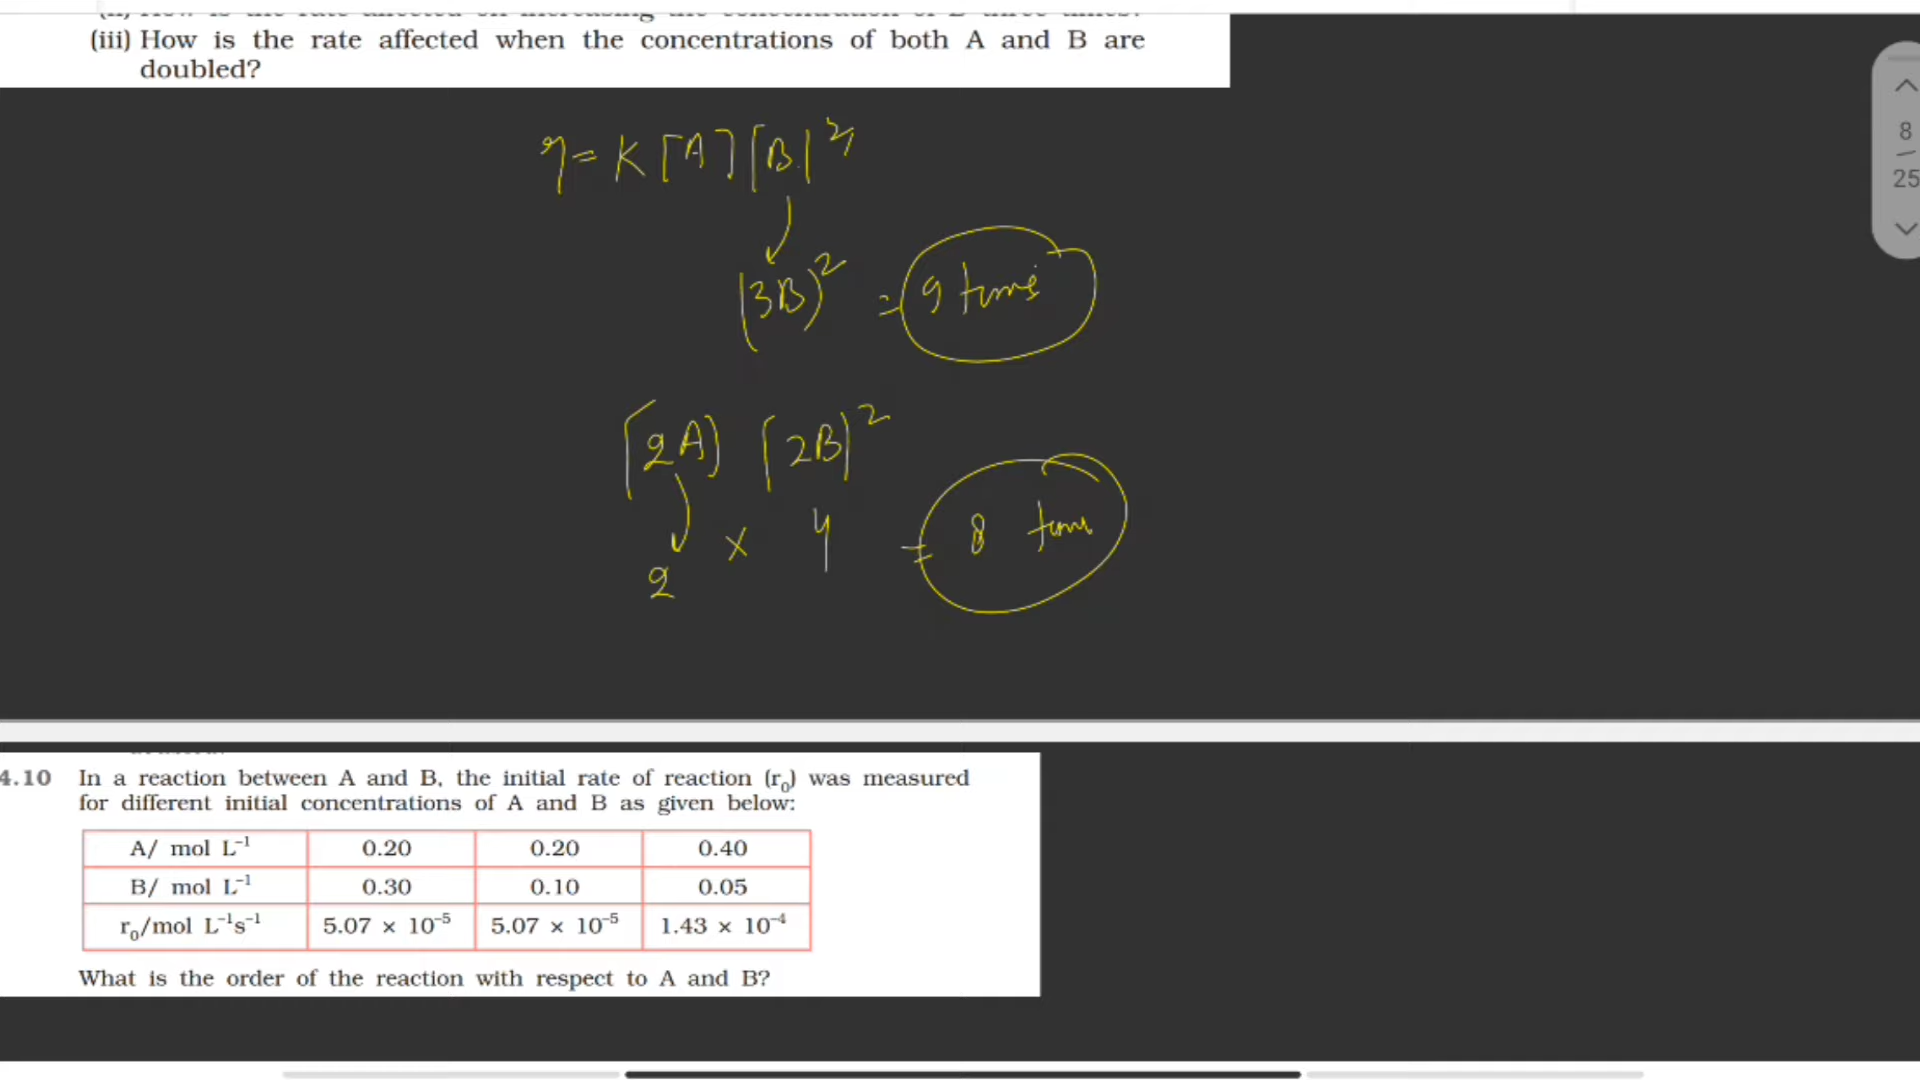 (iii) How is the rate affected when the concentrations of both A and B are
doubled?
8
25
r = K [A] [B]²
(3B)² = 9 times
[2A] [2B]²
2 × 4 = 8 time
4.10 In a reaction between A and B, the initial rate of reaction (r₀) was measured
for different initial concentrations of A and B as given below:
A/ mol L⁻¹ 0.20 0.20 0.40
B/ mol L⁻¹ 0.30 0.10 0.05
r₀/mol L⁻¹s⁻¹ 5.07 × 10⁻⁵ 5.07 × 10⁻⁵ 1.43 × 10⁻⁴
What is the order of the reaction with respect to A and B?